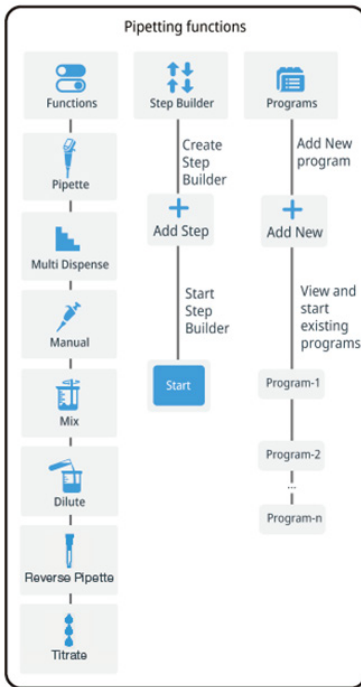 Pipetting functions
Functions
Step Builder
Programs
Create
Step
Builder
Add New
program
Pipette
Add Step
Add New
Multi Dispense
Start
Step
Builder
View and
start
existing
programs
Manual
Start
Program-1
Mix
Program-2
...
Dilute
Program-n
Reverse Pipette
Titrate